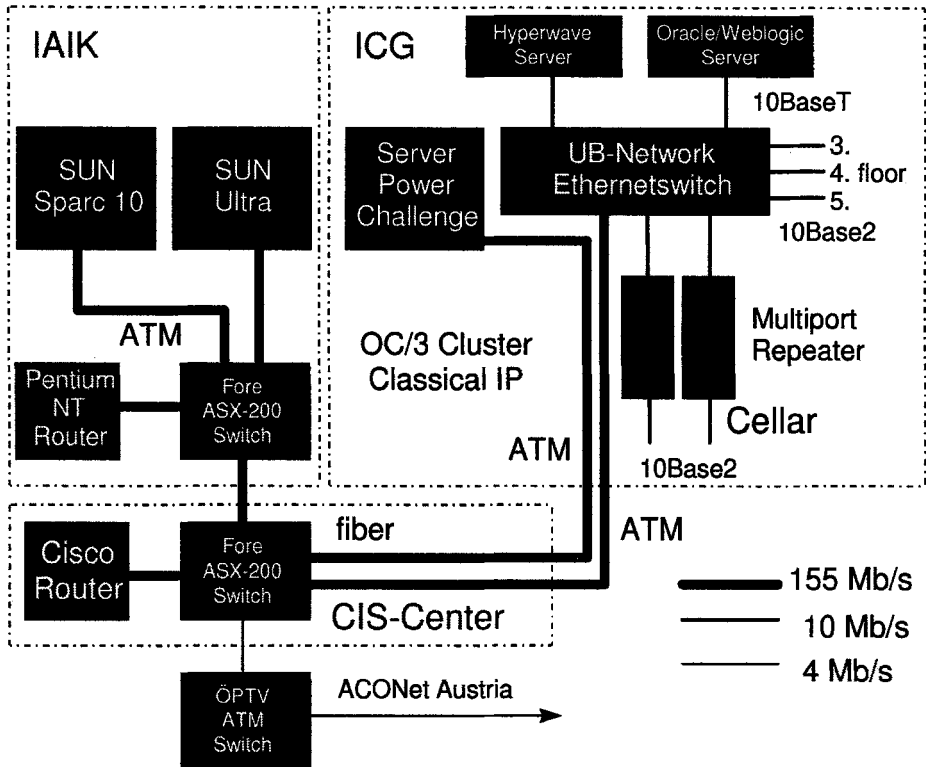 IAIK
SUN
Sparc 10
SUN
Ultra
ATM
Pentium
NT
Router
Fore
ASX-200
Switch
ICG
Hyperwave
Server
Oracle/Weblogic
Server
10BaseT
Server
Power
Challenge
UB-Network
Ethernetswitch
3.
4. floor
5.
10Base2
OC/3 Cluster
Classical IP
Multiport
Repeater
Cellar
10Base2
ATM
ATM
fiber
Cisco
Router
Fore
ASX-200
Switch
CIS-Center
155 Mb/s
10 Mb/s
4 Mb/s
ÖPTV
ATM
Switch
ACONet Austria